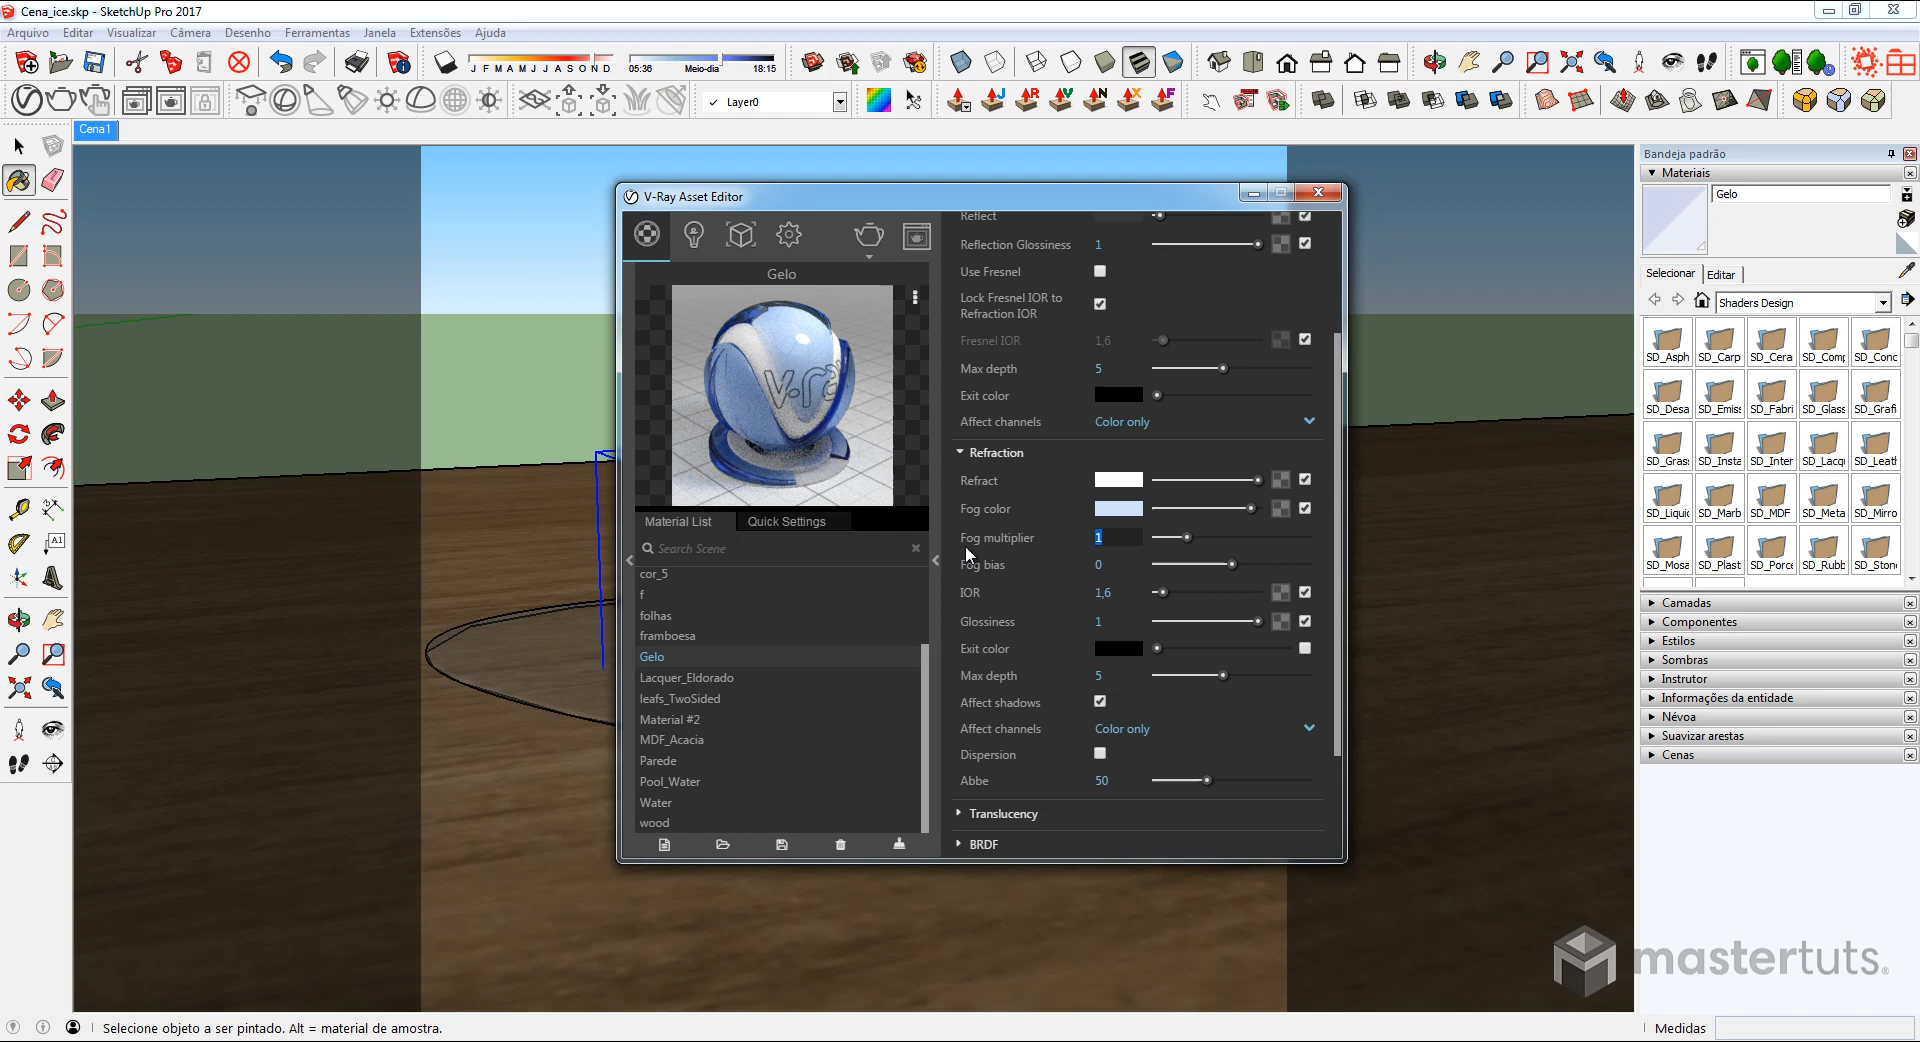 Cena_ice.skp - SketchUp Pro 2017
Arquivo Editar Visualizar Câmera Desenho Ferramentas Janela Extensões Ajuda
J F M A M J J A S O N D
05:36 Meio-dia 18:15
Layer0
Cena1
Bandeja padrão
Materiais
Gelo
Selecionar Editar
Shaders Design
SD_Asph SD_Carp SD_Cera SD_Comp SD_Conc
SD_Desa SD_Emiss SD_Fabri SD_Glass SD_Grafi
SD_Grass SD_Insta SD_Inter SD_Lacq SD_Leath
SD_Liquid SD_Marb SD_MDF SD_Meta SD_Mirro
SD_Mosa SD_Plast SD_Porce SD_Rubb SD_Stone
Camadas
Componentes
Estilos
Sombras
Instrutor
Informações da entidade
Névoa
Suavizar arestas
Cenas
V-Ray Asset Editor
Gelo
v-ra
Material List Quick Settings
Search Scene
cor_5
f
folhas
framboesa
Gelo
Lacquer_Eldorado
leafs_TwoSided
Material #2
MDF_Acacia
Parede
Pool_Water
Water
wood
Reflect
Reflection Glossiness 1
Use Fresnel
Lock Fresnel IOR to
Refraction IOR
Fresnel IOR 1,6
Max depth 5
Exit color
Affect channels Color only
Refraction
Refract
Fog color
Fog multiplier 1
Fog bias 0
IOR 1,6
Glossiness 1
Exit color
Max depth 5
Affect shadows
Affect channels Color only
Dispersion
Abbe 50
Translucency
BRDF
mastertuts.®
Selecione objeto a ser pintado. Alt = material de amostra.
Medidas